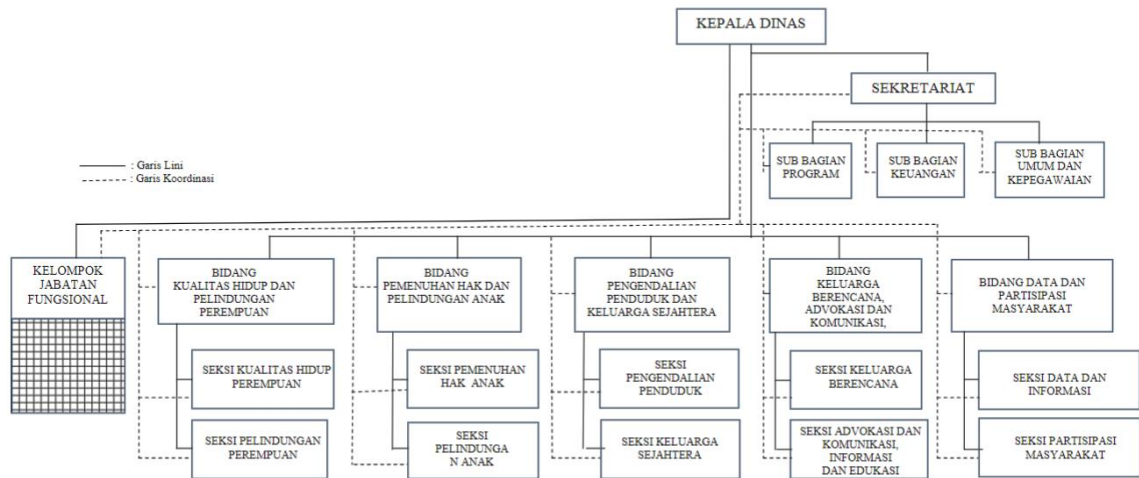 KEPALA DINAS
SEKRETARIAT
SUB BAGIAN
PROGRAM
SUB BAGIAN
KEUANGAN
SUB BAGIAN
UMUM DAN
KEPEGAWAIAN
: Garis Lini
: Garis Koordinasi
KELOMPOK
JABATAN
FUNGSIONAL
BIDANG
KUALITAS HIDUP DAN
PELINDUNGAN
PEREMPUAN
BIDANG
PEMENUHAN HAK DAN
PELINDUNGAN ANAK
BIDANG
PENGENDALIAN
PENDUDUK DAN
KELUARGA SEJAHTERA
BIDANG
KELUARGA
BERENCANA,
ADVOKASI DAN
KOMUNIKASI,
BIDANG DATA DAN
PARTISIPASI
MASYARAKAT
SEKSI KUALITAS HIDUP
PEREMPUAN
SEKSI PEMENUHAN
HAK ANAK
SEKSI
PENGENDALIAN
PENDUDUK
SEKSI KELUARGA
BERENCANA
SEKSI DATA DAN
INFORMASI
SEKSI PELINDUNGAN
PEREMPUAN
SEKSI
PELINDUNGA
N ANAK
SEKSI KELUARGA
SEJAHTERA
SEKSI ADVOKASI DAN
KOMUNIKASI,
INFORMASI
DAN EDUKASI
SEKSI PARTISIPASI
MASYARAKAT